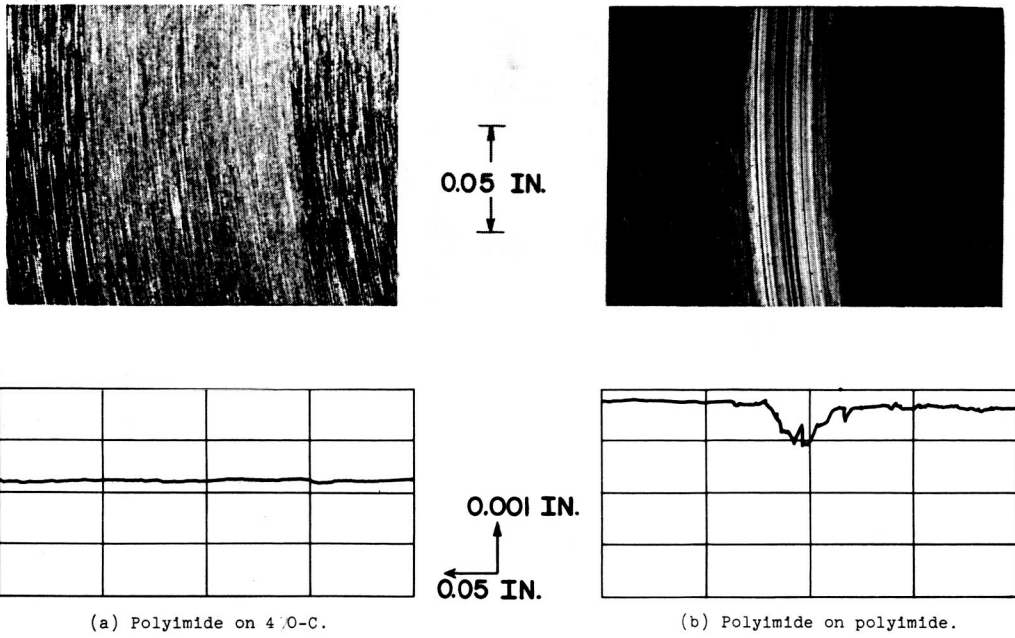 0.05 IN.
0.001 IN.
0.05 IN.
(a) Polyimide on
(b) Polyimide on polyimide.